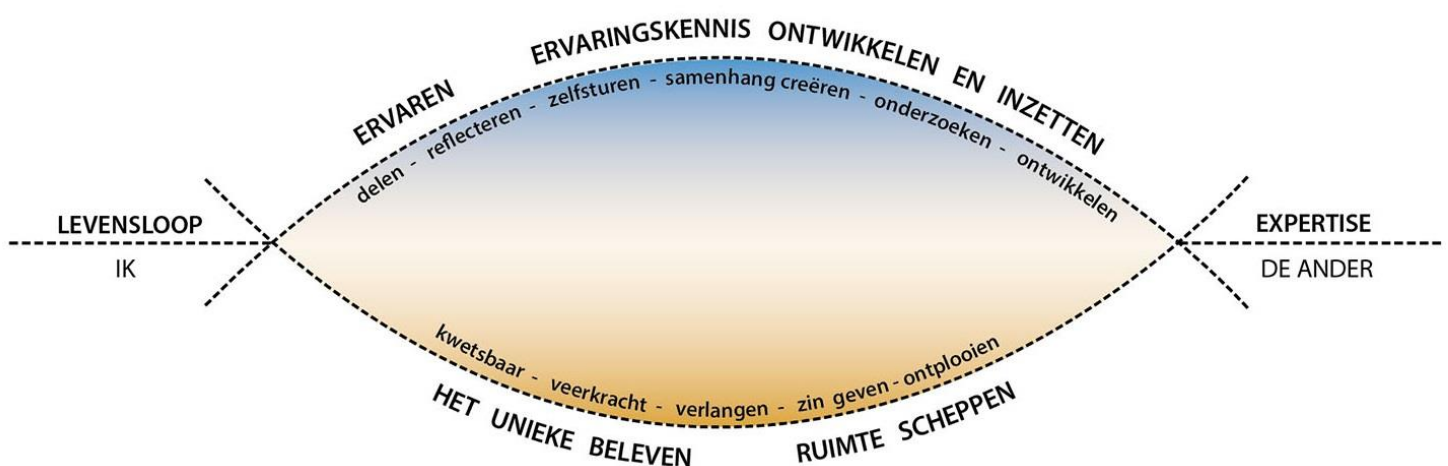 ERVAREN   ERVARINGSKENNIS ONTWIKKELEN EN INZETTEN
delen - reflecteren - zelfsturen - samenhang creëren - onderzoeken - ontwikkelen
LEVENSLOOP
IK
EXPERTISE
DE ANDER
kwetsbaar - veerkracht - verlangen - zin geven - ontplooien
HET UNIEKE BELEVEN   RUIMTE SCHEPPEN